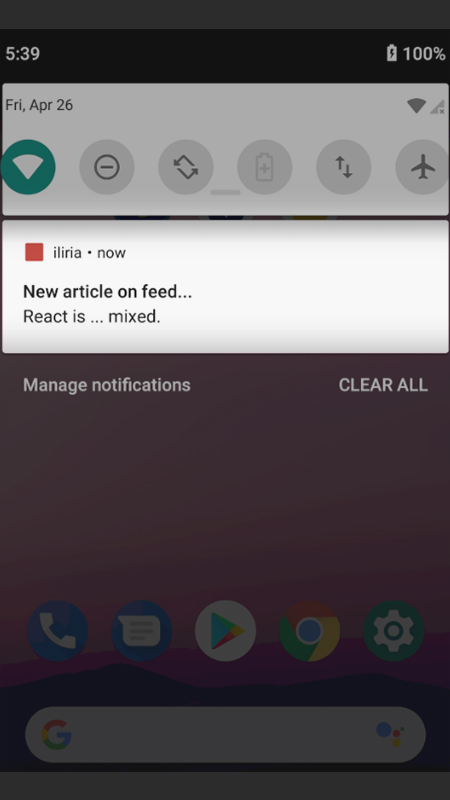 5:39
100%
Fri, Apr 26
iliria • now
New article on feed...
React is ... mixed.
Manage notifications
CLEAR ALL